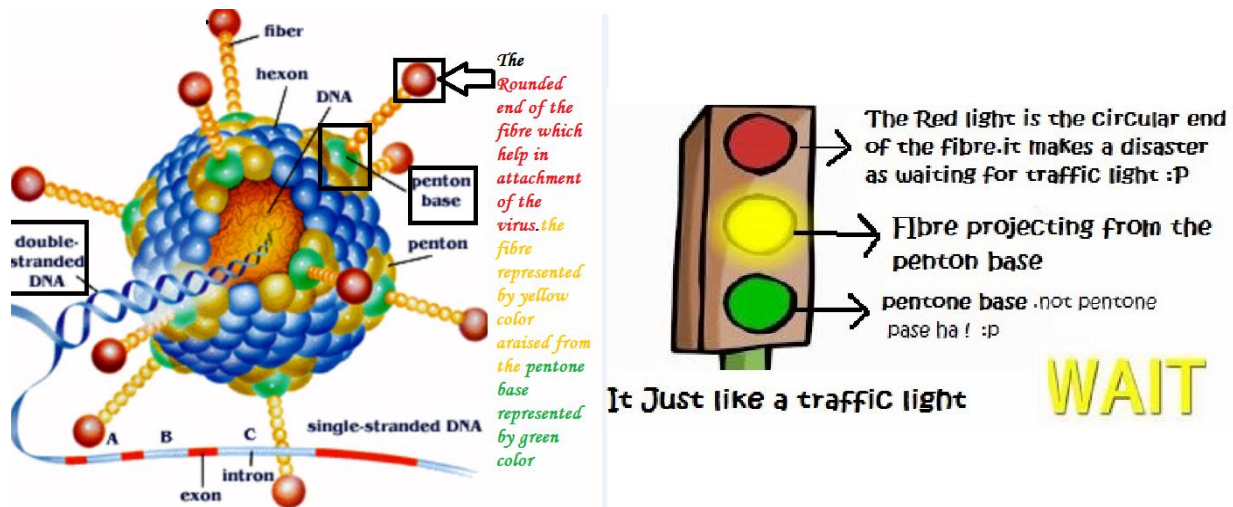 fiber
hexon
DNA
penton
base
penton
double-
stranded
DNA
A B C
single-stranded DNA
intron
exon
The
Rounded
end of the
fibre which
help in
attachment
of the
virus.the
fibre
represented
by yellow
color
araised from
the pentone
base
represented
by green
color
The Red light is the circular end
of the fibre.it makes a disaster
as waiting for traffic light :P
FIbre projecting from the
penton base
pentone base .not pentone
pase ha ! :p
It Just like a traffic light
WAIT